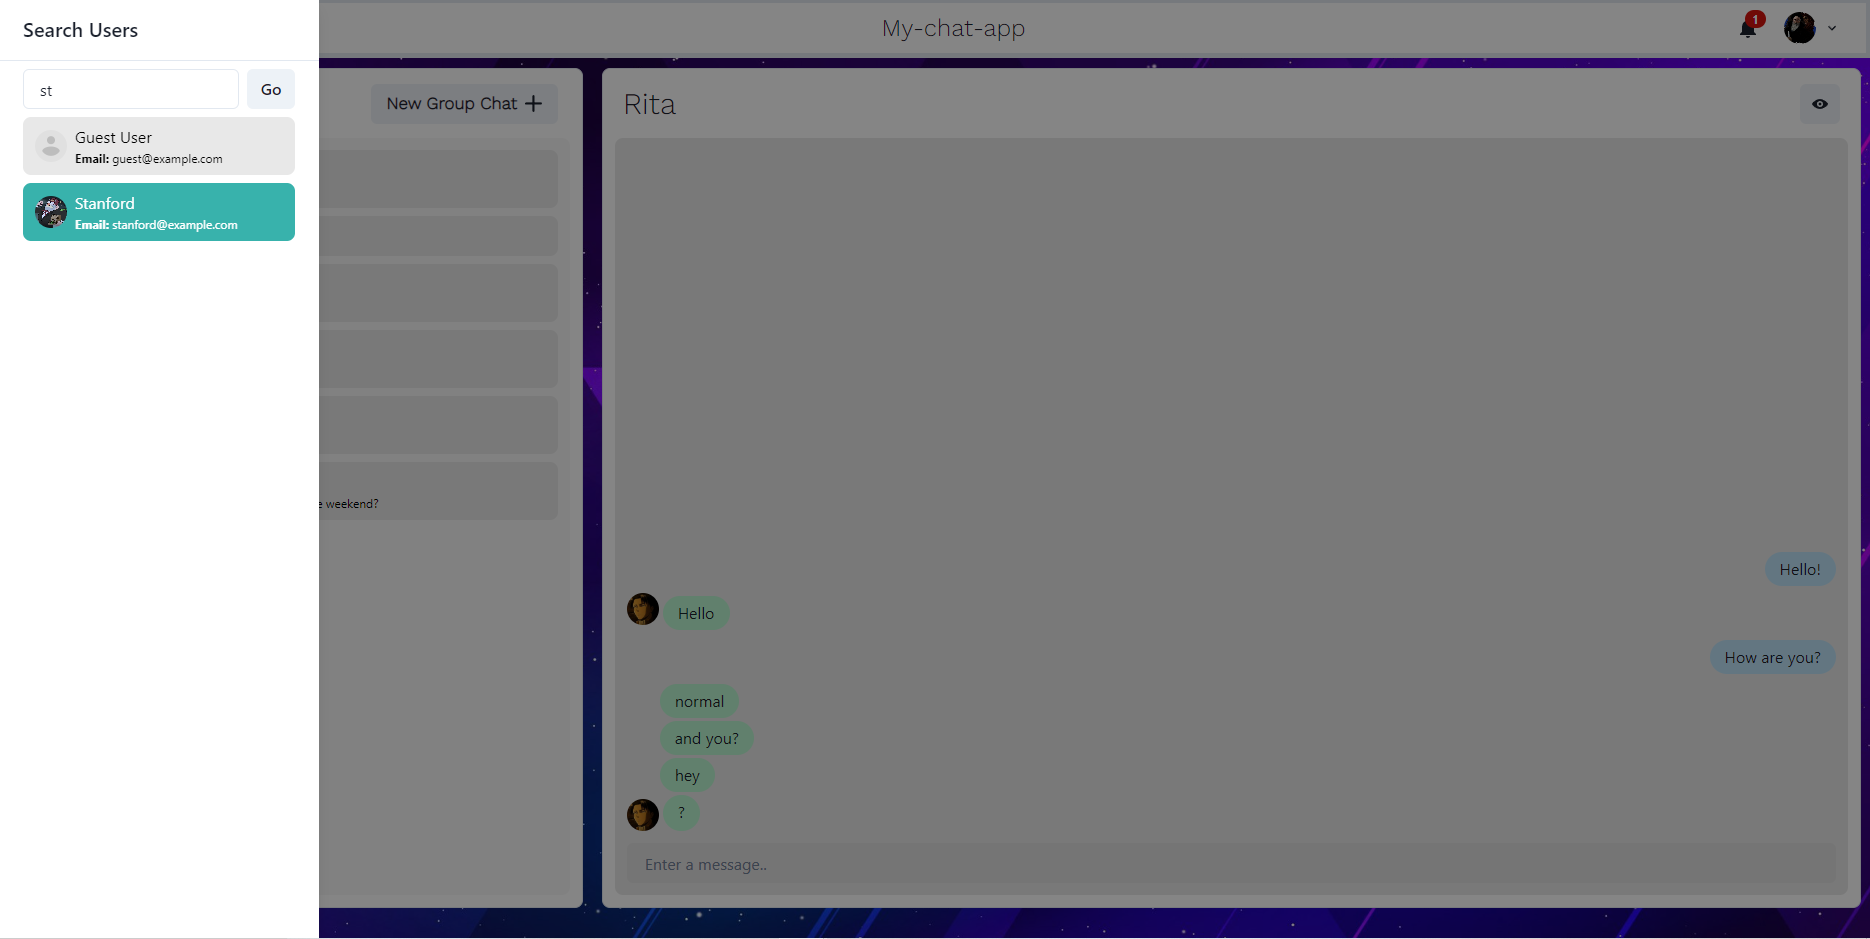 Search Users
st
Go
Guest User
Email: guest@example.com
Stanford
Email: stanford@example.com
My-chat-app
1
New Group Chat
weekend?
Rita
Hello!
Hello
How are you?
normal
and you?
hey
?
Enter a message..